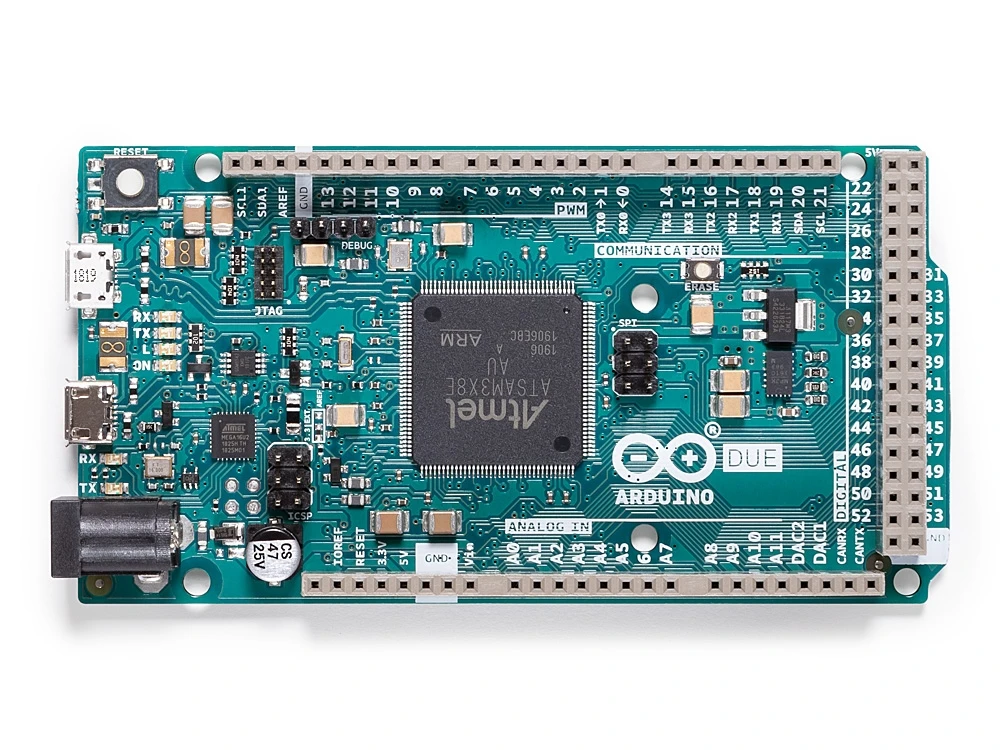 RESET
5V
SCL1
SDA1
AREF
GND
13
12
11
10
9
8
7
6
5
4
3
2
TX0→1
RX0←0
TX3 14
RX3 15
TX2 16
RX2 17
TX1 18
RX1 19
SDA 20
SCL 21
PWM
DEBUG
COMMUNICATION
22
24
26
28
30
31
32
33
4
35
36
37
38
39
40
41
42
43
44
46
47
48
49
50
51
52
53
ERASE
1819
JTAG
SPI
RX
TX
L
ON
RX
TX
Atmel
ATSAM3X8E
AU
ARM
1906 A
1906EBC
MEGA16U2
ICSP
CS
47
25V
®
DUE
ARDUINO
DIGITAL
ANALOG IN
IOREF
RESET
3.3V
5V
GND
Vin
A0
A1
A2
A3
A4
A5
6
A7
A8
A9
A10
A11
DAC2
DAC1
CANRX
CANTX